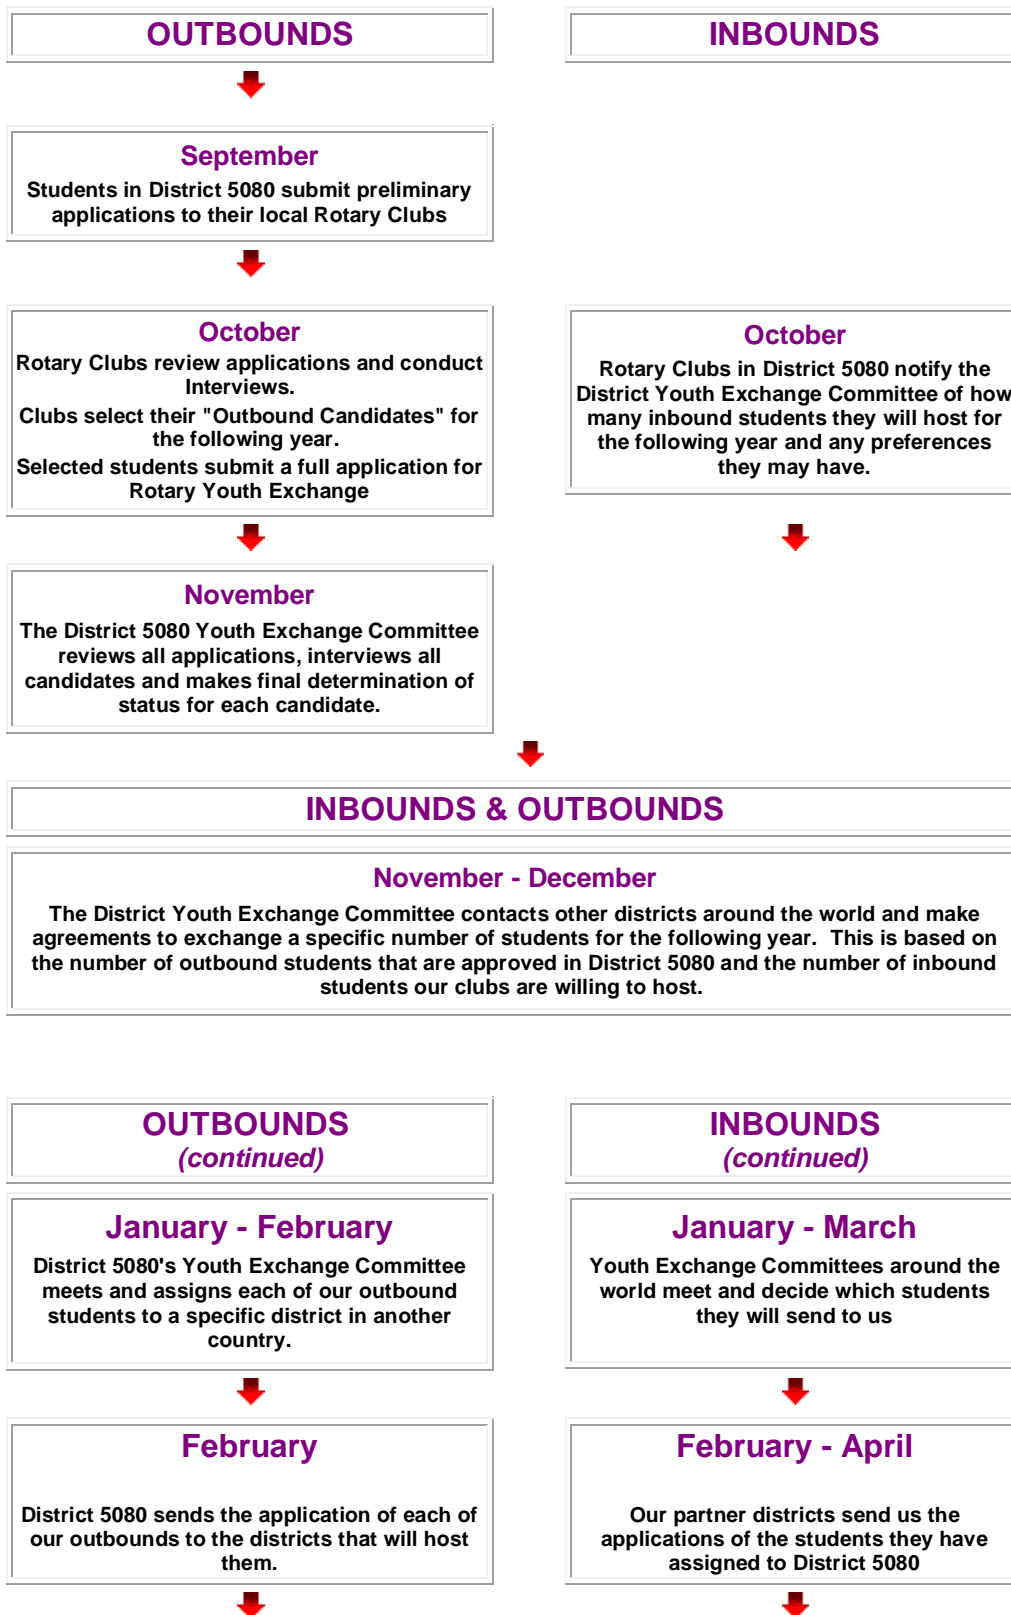 OUTBOUNDS
INBOUNDS
September
Students in District 5080 submit preliminary
applications to their local Rotary Clubs
October
Rotary Clubs review applications and conduct
Interviews.
Clubs select their "Outbound Candidates" for
the following year.
Selected students submit a full application for
Rotary Youth Exchange
October
Rotary Clubs in District 5080 notify the
District Youth Exchange Committee of how
many inbound students they will host for
the following year and any preferences
they may have.
November
The District 5080 Youth Exchange Committee
reviews all applications, interviews all
candidates and makes final determination of
status for each candidate.
INBOUNDS & OUTBOUNDS
November - December
The District Youth Exchange Committee contacts other districts around the world and make
agreements to exchange a specific number of students for the following year.  This is based on
the number of outbound students that are approved in District 5080 and the number of inbound
students our clubs are willing to host.
OUTBOUNDS
(continued)
INBOUNDS
(continued)
January - February
District 5080's Youth Exchange Committee
meets and assigns each of our outbound
students to a specific district in another
country.
January - March
Youth Exchange Committees around the
world meet and decide which students
they will send to us
February
District 5080 sends the application of each of
our outbounds to the districts that will host
them.
February - April
Our partner districts send us the
applications of the students they have
assigned to District 5080